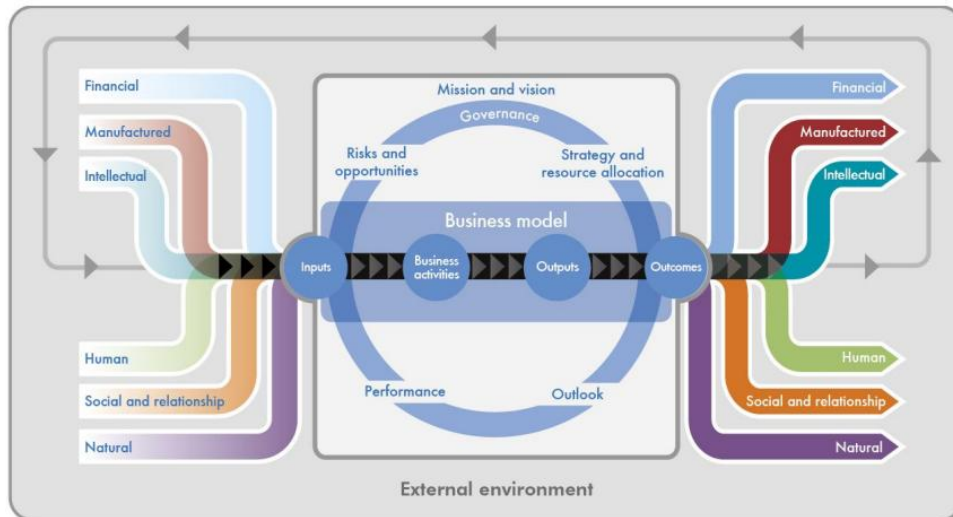 Financial
Manufactured
Intellectual
Human
Social and relationship
Natural
Mission and vision
Governance
Risks and
opportunities
Strategy and
resource allocation
Business model
Inputs
Business
activities
Outputs
Outcomes
Performance
Outlook
Financial
Manufactured
Intellectual
Human
Social and relationship
Natural
External environment